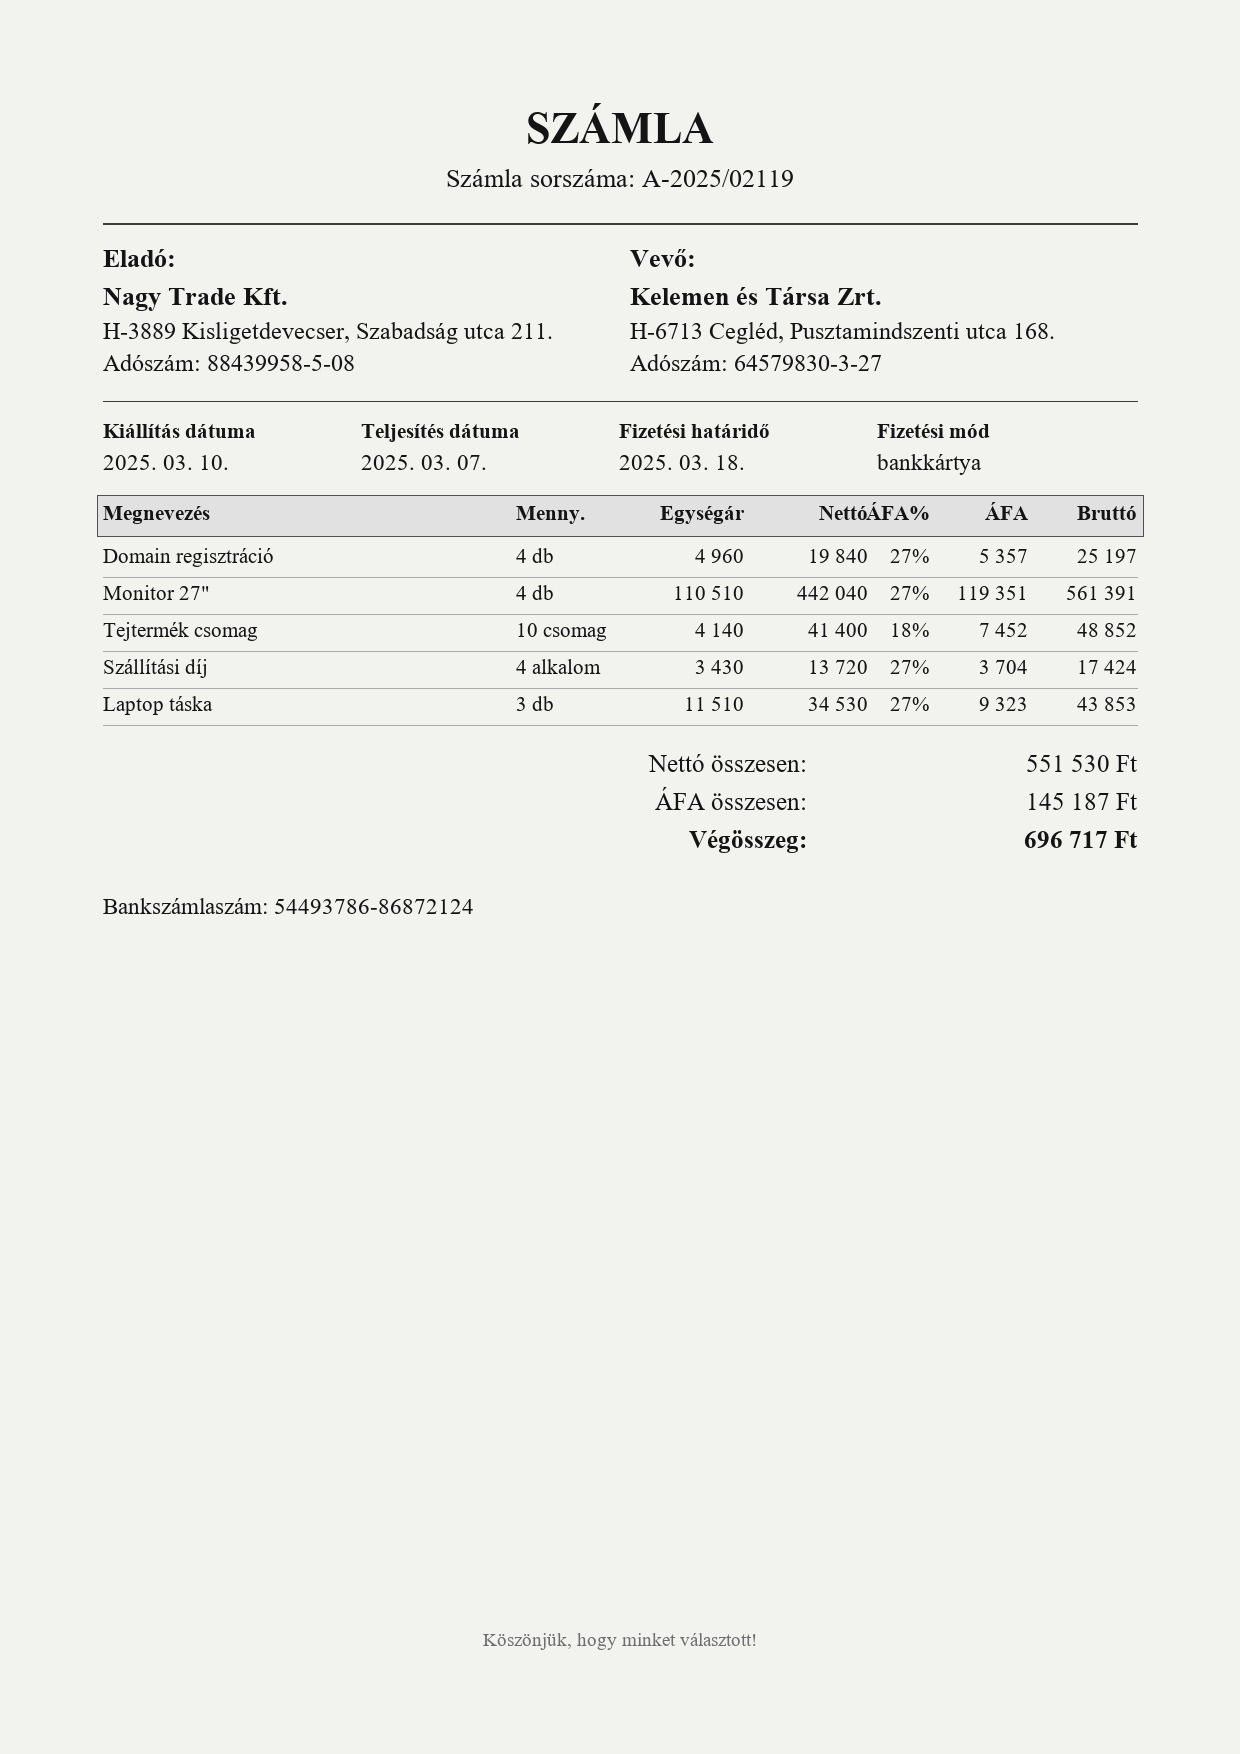 SZÁMLA
Számla sorszáma: A-2025/02119
Eladó:
Nagy Trade Kft.
H-3889 Kisligetdevecser, Szabadság utca 211.
Adószám: 88439958-5-08
Vevő:
Kelemen és Társa Zrt.
H-6713 Cegléd, Pusztamindszenti utca 168.
Adószám: 64579830-3-27
Kiállítás dátuma Teljesítés dátuma Fizetési határidő Fizetési mód
2025. 03. 10. 2025. 03. 07. 2025. 03. 18. bankkártya
Megnevezés Menny. Egységár Nettó ÁFA% ÁFA Bruttó
Domain regisztráció 4 db 4 960 19 840 27% 5 357 25 197
Monitor 27" 4 db 110 510 442 040 27% 119 351 561 391
Tejtermék csomag 10 csomag 4 140 41 400 18% 7 452 48 852
Szállítási díj 4 alkalom 3 430 13 720 27% 3 704 17 424
Laptop táska 3 db 11 510 34 530 27% 9 323 43 853
Nettó összesen: 551 530 Ft
ÁFA összesen: 145 187 Ft
Végösszeg: 696 717 Ft
Bankszámlaszám: 54493786-86872124
Köszönjük, hogy minket választott!